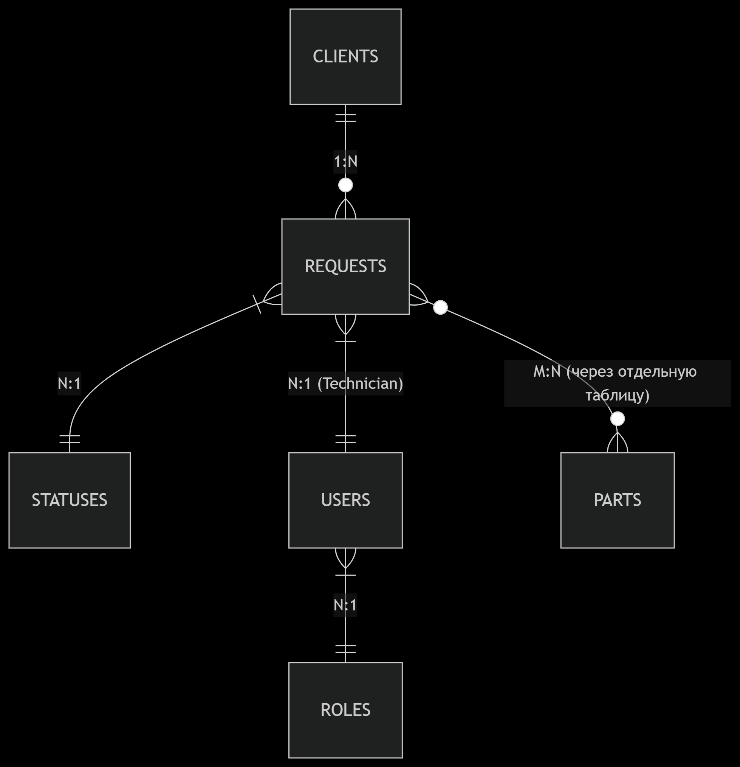 CLIENTS
1:N
REQUESTS
N:1
N:1 (Technician)
M:N (через отдельную
таблицу)
STATUSES
USERS
PARTS
N:1
ROLES